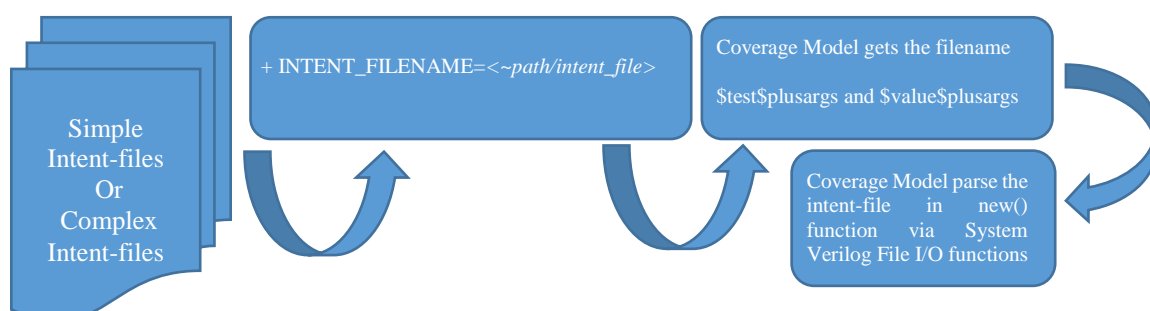 Simple
Intent-files
Or
Complex
Intent-files
+ INTENT_FILENAME=<~path/intent_file>
Coverage Model gets the filename
$test$plusargs and $value$plusargs
Coverage Model parse the
intent-file in new()
function via System
Verilog File I/O functions